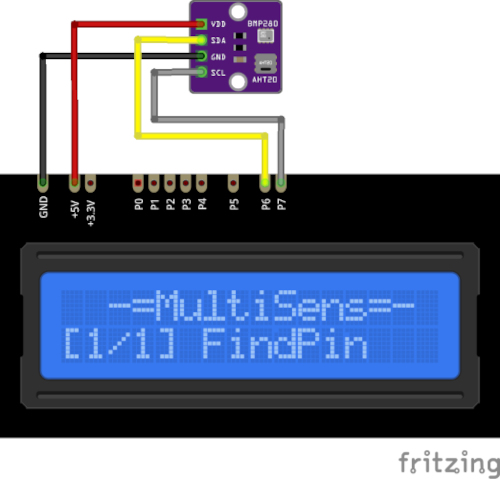 VDD
SDA
GND
SCL
BMP280
AHT20
AHT20
GND
+5V
+3.3V
P0
P1
P2
P3
P4
P5
P6
P7
-=MultiSens=-
[1/1] FindPin
fritzing